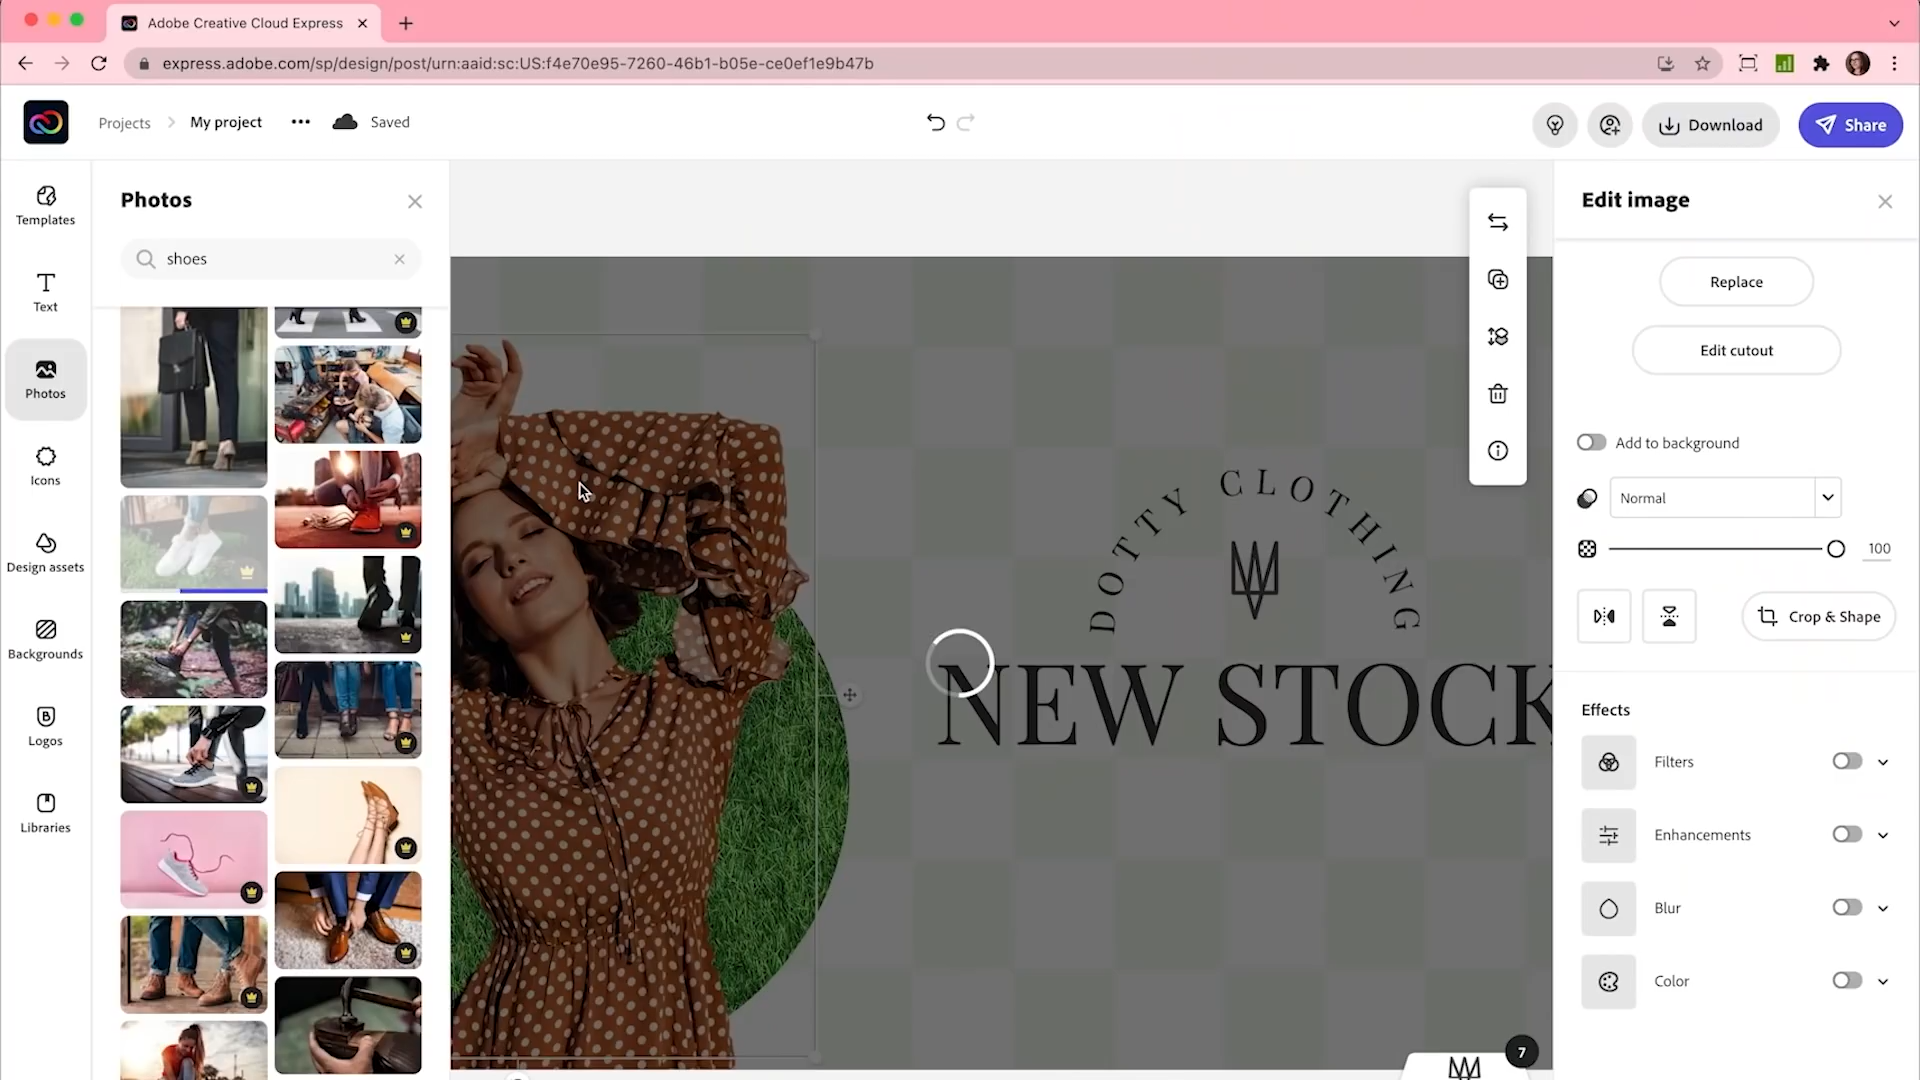 Adobe Creative Cloud Express
express.adobe.com/sp/design/post/urn:aaid:sc:US:f4e70e95-7260-46b1-b05e-ce0ef1e9b47b
Projects
My project
Saved
Download
Share
Templates
Text
Photos
Icons
Design assets
Backgrounds
Logos
Libraries
Photos
shoes
DOTTY CLOTHING
NEW STOCK
7
Edit image
Replace
Edit cutout
Add to background
Normal
100
Crop & Shape
Effects
Filters
Enhancements
Blur
Color